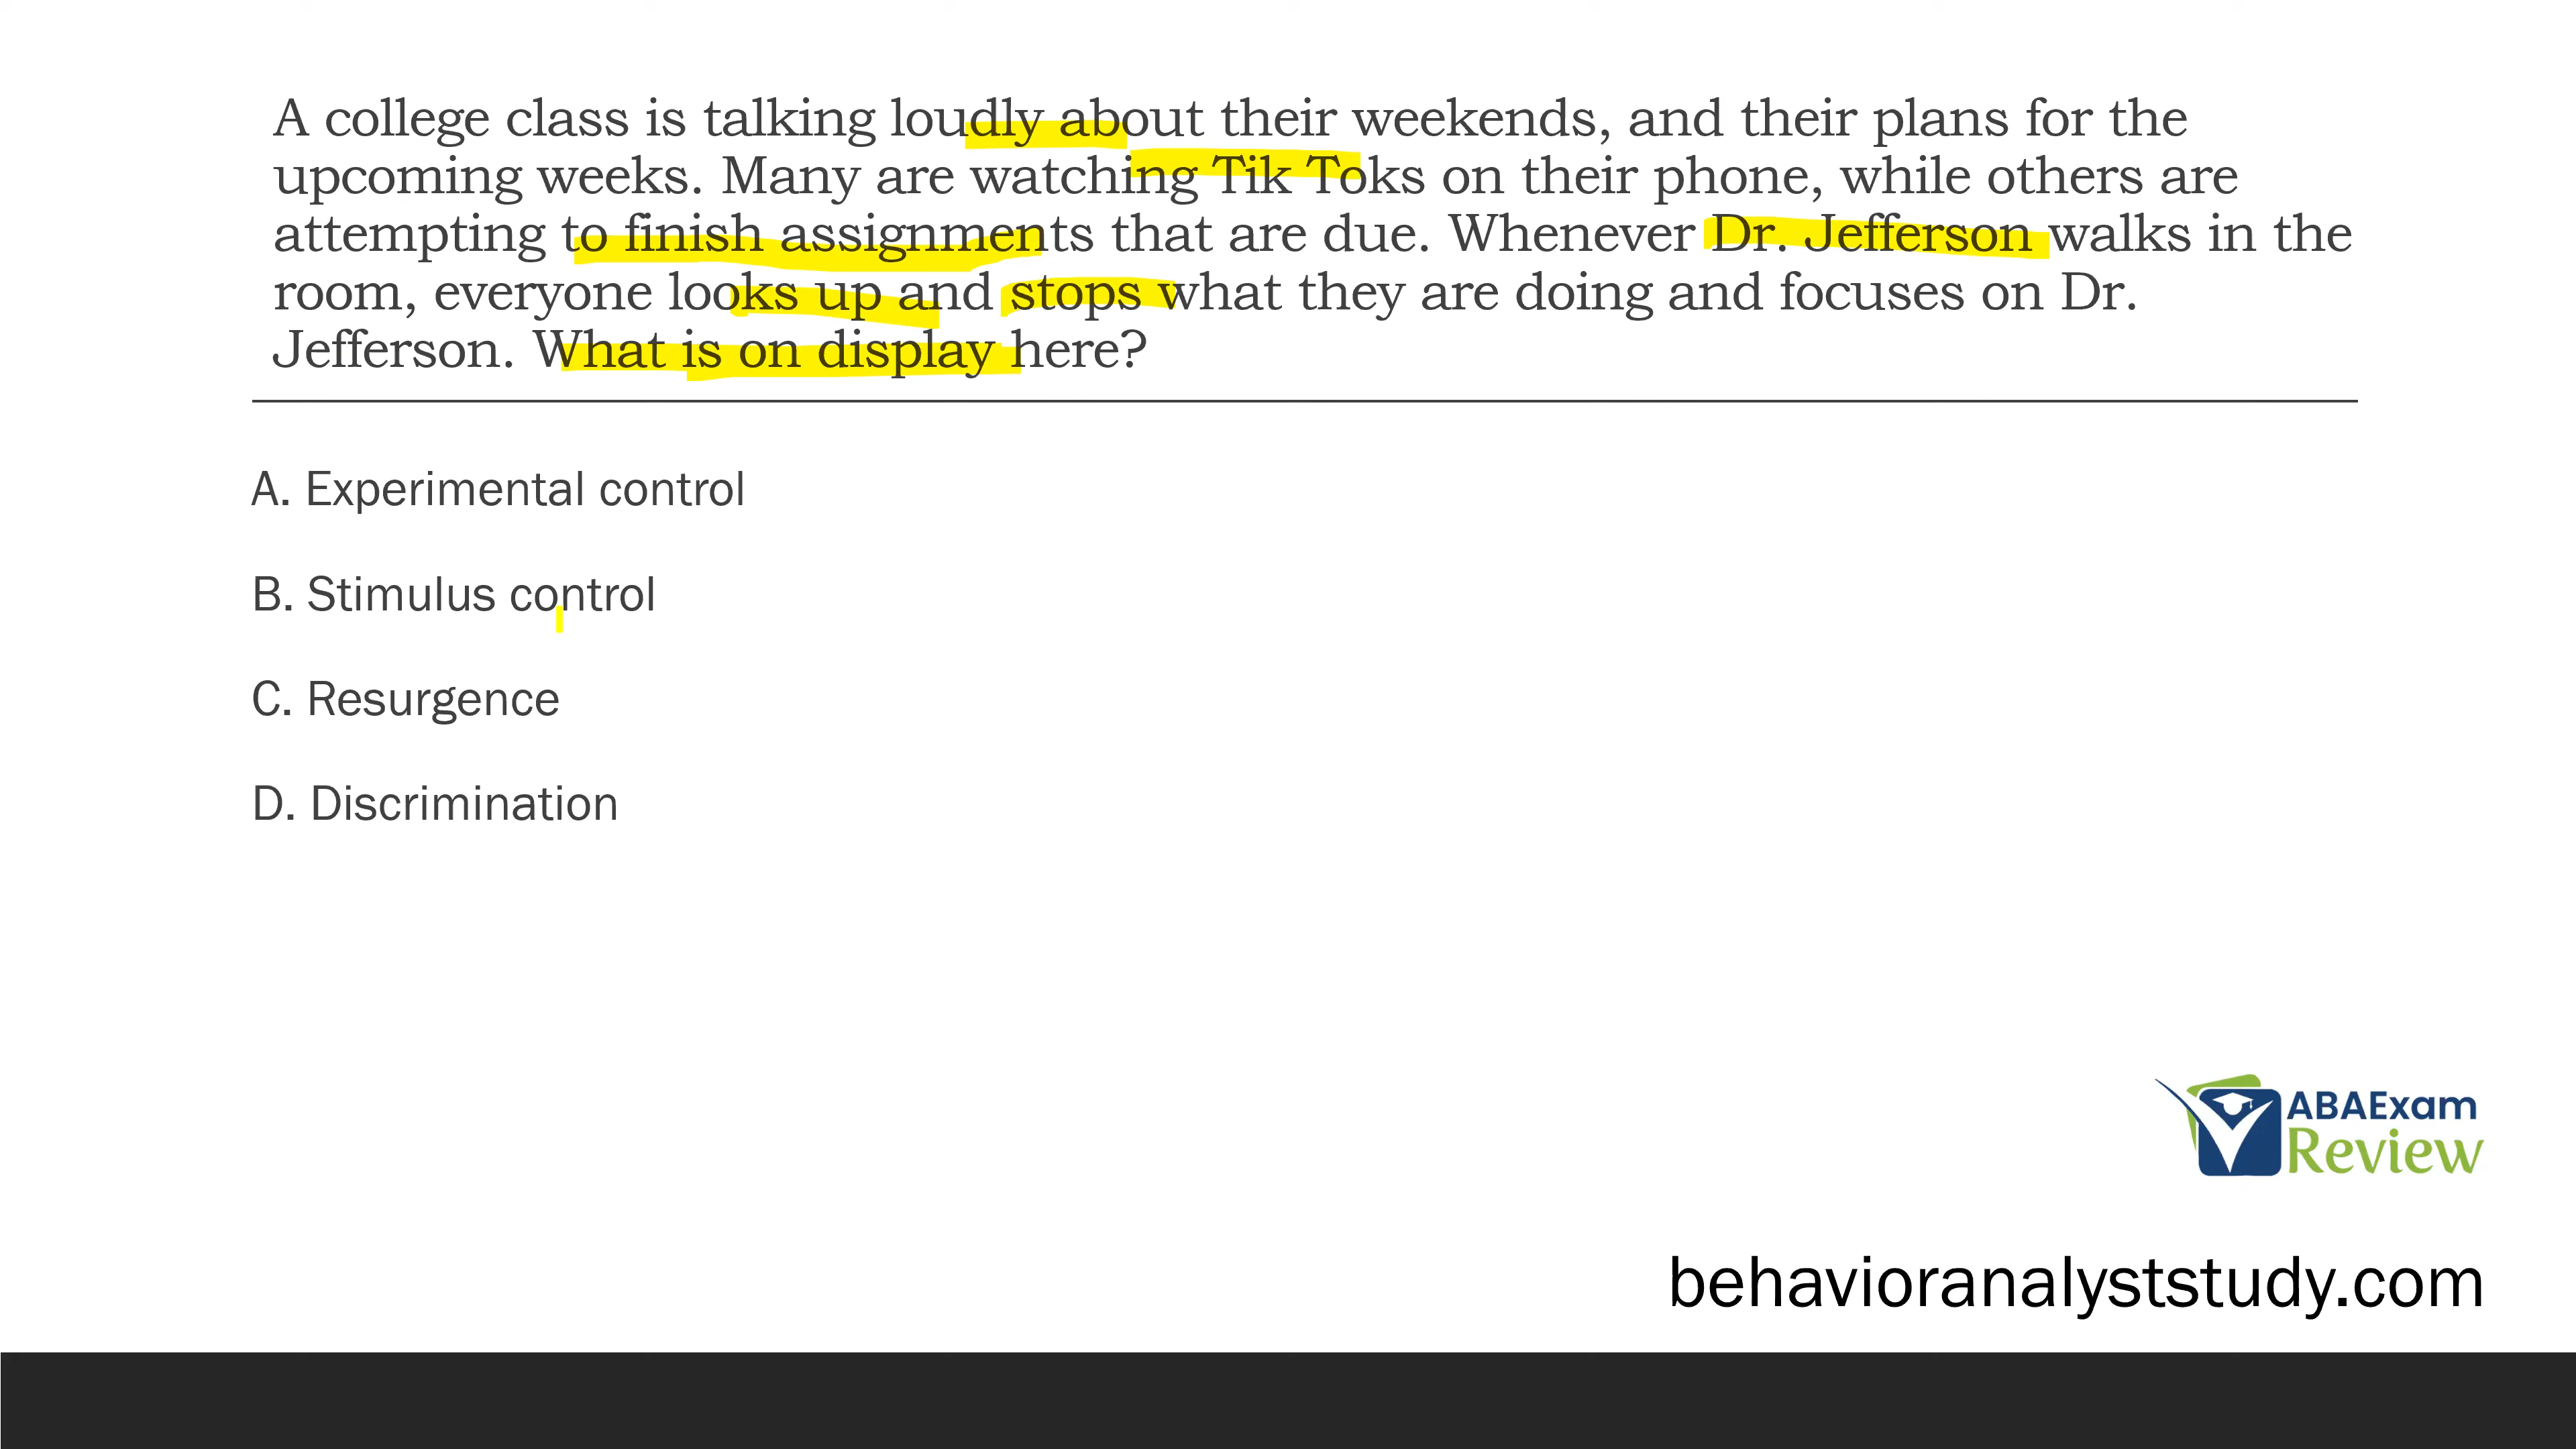 A college class is talking loudly about their weekends, and their plans for the
upcoming weeks. Many are watching Tik Toks on their phone, while others are
attempting to finish assignments that are due. Whenever Dr. Jefferson walks in the
room, everyone looks up and stops what they are doing and focuses on Dr.
Jefferson. What is on display here?
A. Experimental control
B. Stimulus control
C. Resurgence
D. Discrimination
ABAExam
Review
behavioranalyststudy.com